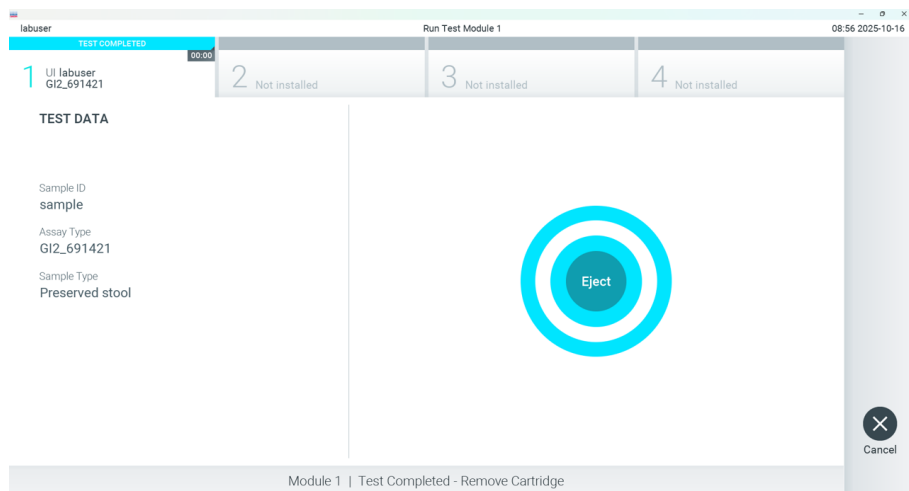 labuser
Run Test Module 1
08:56 2025-10-16
TEST COMPLETED
00:00
1
UI labuser
GI2_691421
2
Not installed
3
Not installed
4
Not installed
TEST DATA
Sample ID
sample
Assay Type
GI2_691421
Sample Type
Preserved stool
Eject
Cancel
Module 1 | Test Completed - Remove Cartridge